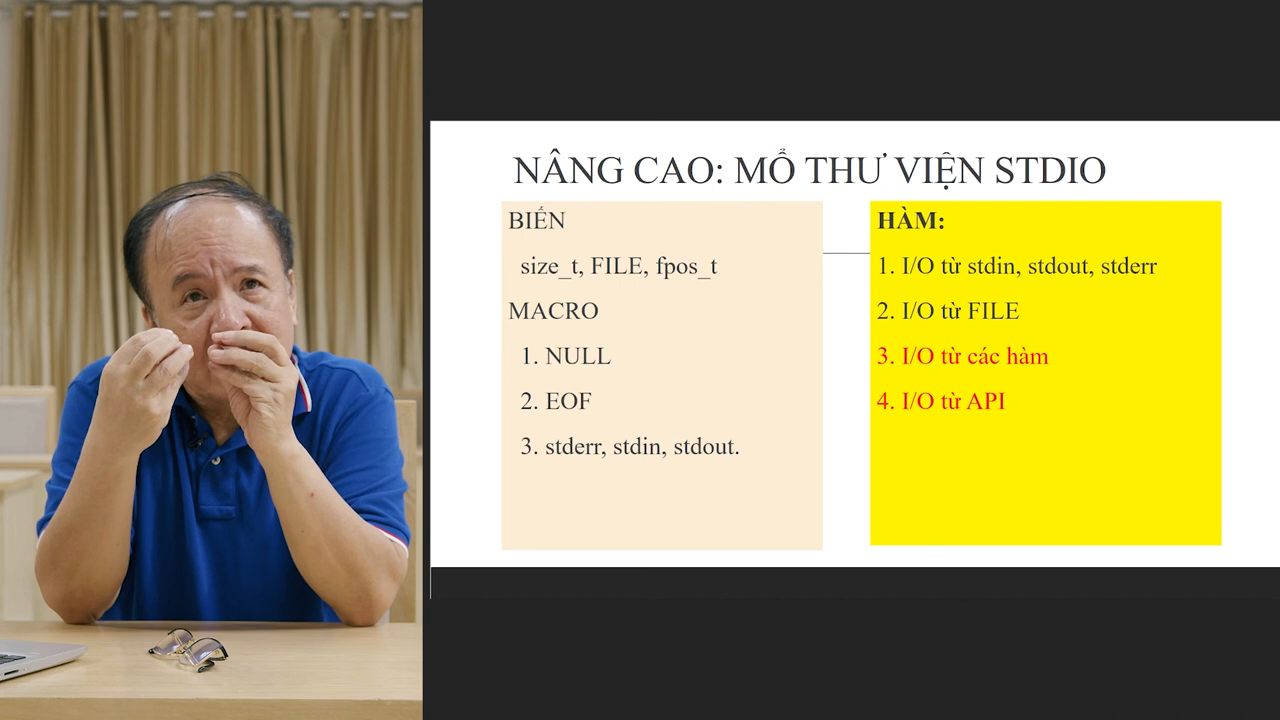 NÂNG CAO: MỔ THƯ VIỆN STDIO
BIẾN
size_t, FILE, fpos_t
MACRO
1. NULL
2. EOF
3. stderr, stdin, stdout.
HÀM:
1. I/O từ stdin, stdout, stderr
2. I/O từ FILE
3. I/O từ các hàm
4. I/O từ API